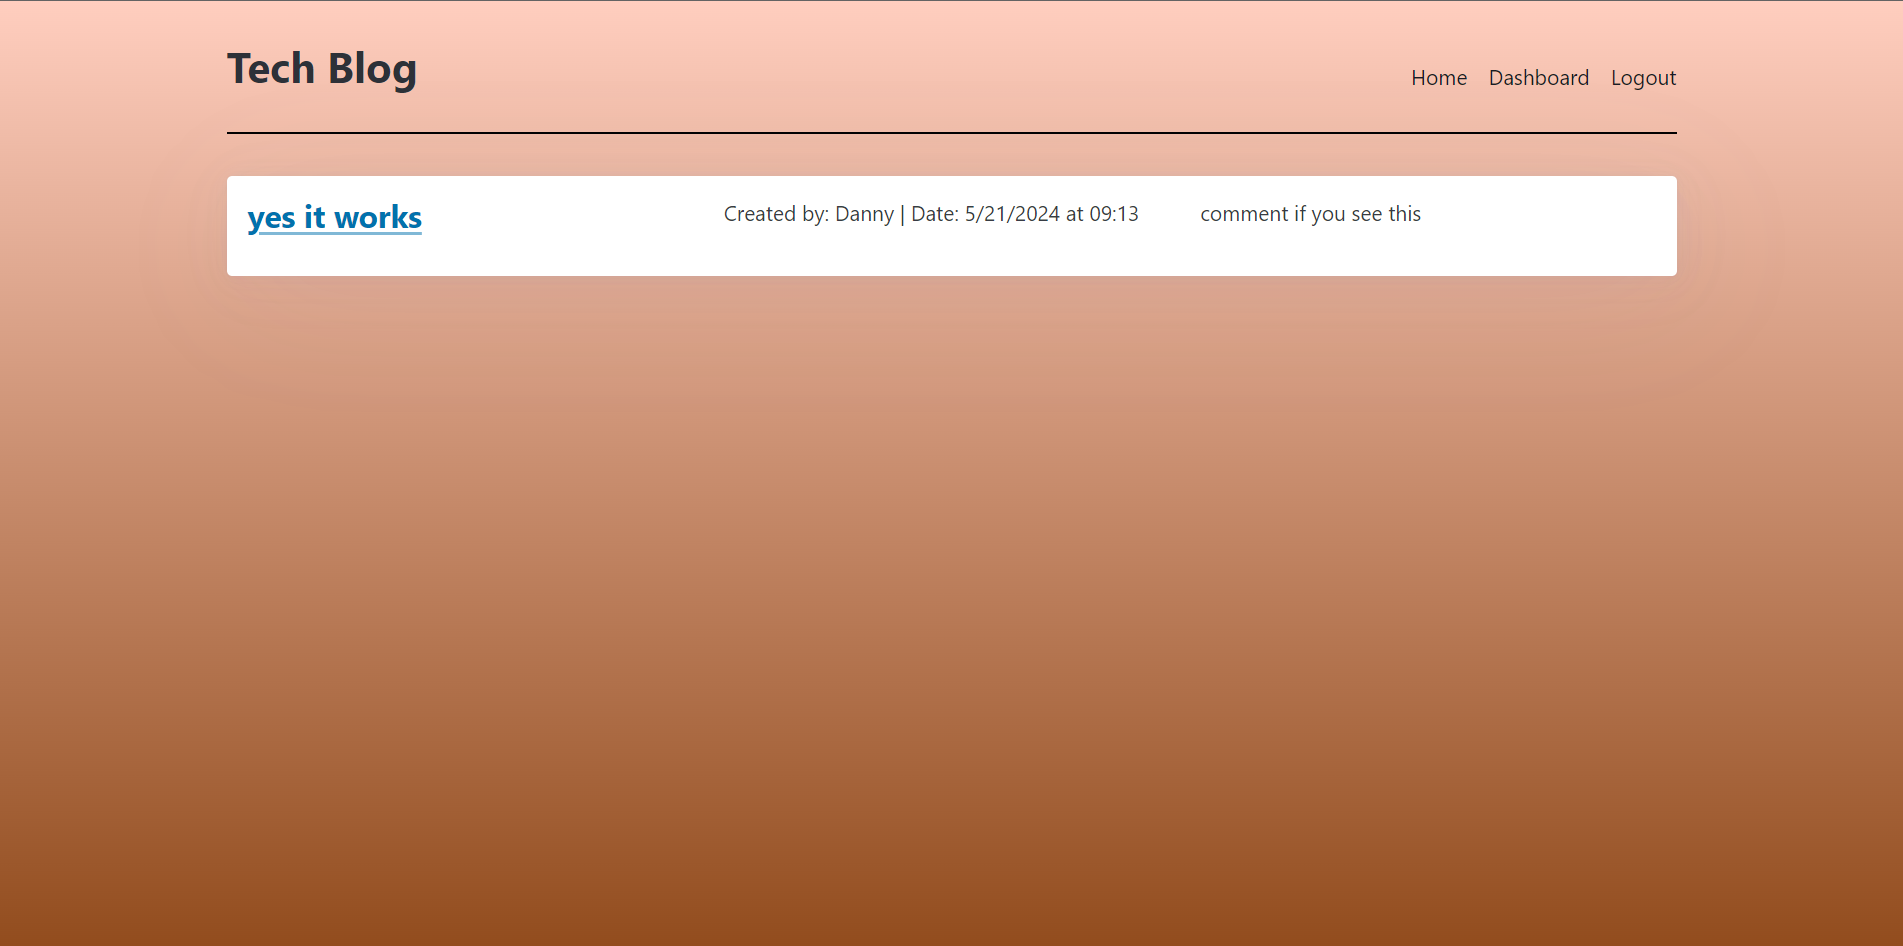 Tech Blog
Home Dashboard Logout
yes it works
Created by: Danny | Date: 5/21/2024 at 09:13
comment if you see this